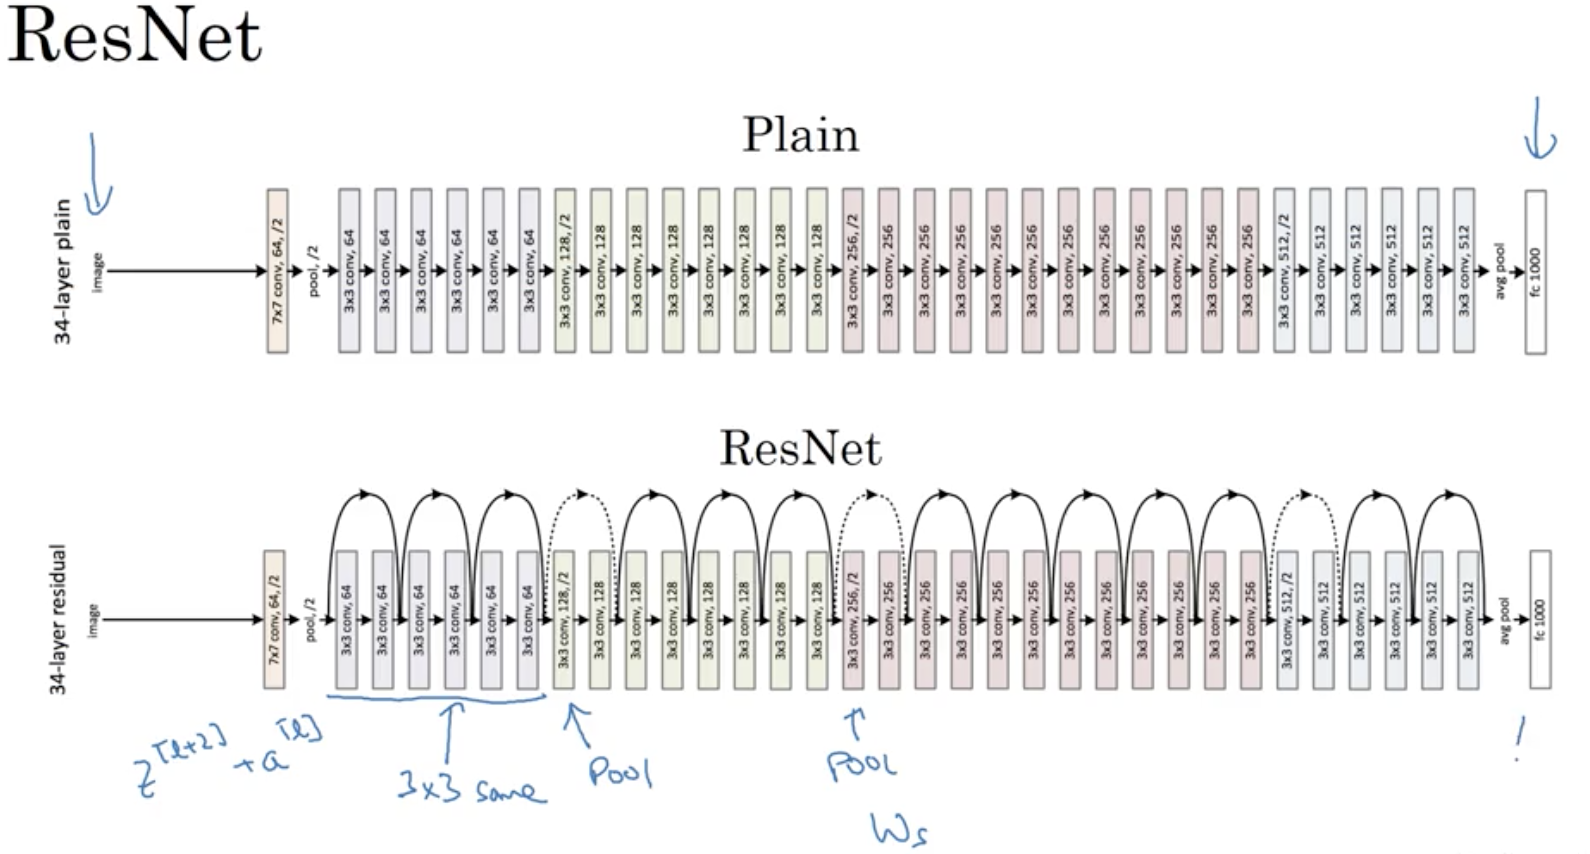 ResNet
Plain
34-layer plain
image
7x7 conv, 64, /2
pool, /2
3x3 conv, 64
3x3 conv, 64
3x3 conv, 64
3x3 conv, 64
3x3 conv, 64
3x3 conv, 64
3x3 conv, 128, /2
3x3 conv, 128
3x3 conv, 128
3x3 conv, 128
3x3 conv, 128
3x3 conv, 128
3x3 conv, 128
3x3 conv, 128
3x3 conv, 256, /2
3x3 conv, 256
3x3 conv, 256
3x3 conv, 256
3x3 conv, 256
3x3 conv, 256
3x3 conv, 256
3x3 conv, 256
3x3 conv, 256
3x3 conv, 256
3x3 conv, 256
3x3 conv, 256
3x3 conv, 512, /2
3x3 conv, 512
3x3 conv, 512
3x3 conv, 512
3x3 conv, 512
3x3 conv, 512
avg pool
fc 1000
ResNet
34-layer residual
image
7x7 conv, 64, /2
pool, /2
3x3 conv, 64
3x3 conv, 64
3x3 conv, 64
3x3 conv, 64
3x3 conv, 64
3x3 conv, 64
3x3 conv, 128, /2
3x3 conv, 128
3x3 conv, 128
3x3 conv, 128
3x3 conv, 128
3x3 conv, 128
3x3 conv, 128
3x3 conv, 128
3x3 conv, 256, /2
3x3 conv, 256
3x3 conv, 256
3x3 conv, 256
3x3 conv, 256
3x3 conv, 256
3x3 conv, 256
3x3 conv, 256
3x3 conv, 256
3x3 conv, 256
3x3 conv, 256
3x3 conv, 256
3x3 conv, 512, /2
3x3 conv, 512
3x3 conv, 512
3x3 conv, 512
3x3 conv, 512
3x3 conv, 512
avg pool
fc 1000
z^[l+2] + a^[l]
3x3 same
Pool
Pool
Ws